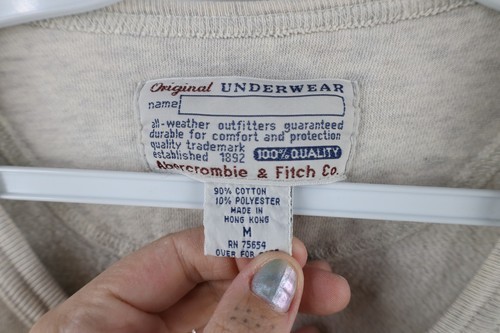 Original UNDERWEAR
name
all-weather outfitters guaranteed
durable for comfort and protection
quality trademark
established 1892 100% QUALITY
Abercrombie & Fitch Co.
90% COTTON
10% POLYESTER
MADE IN
HONG KONG
M
RN 75654
OVER FOR